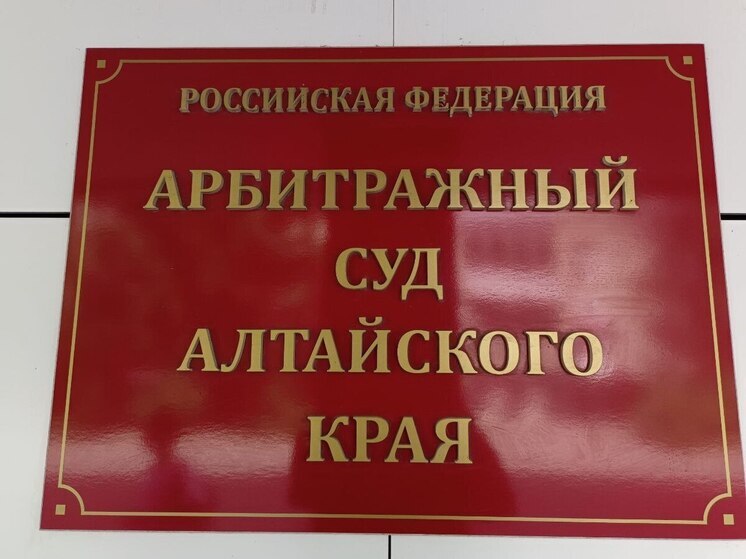 РОССИЙСКАЯ ФЕДЕРАЦИЯ
АРБИТРАЖНЫЙ
СУД
АЛТАЙСКОГО
КРАЯ